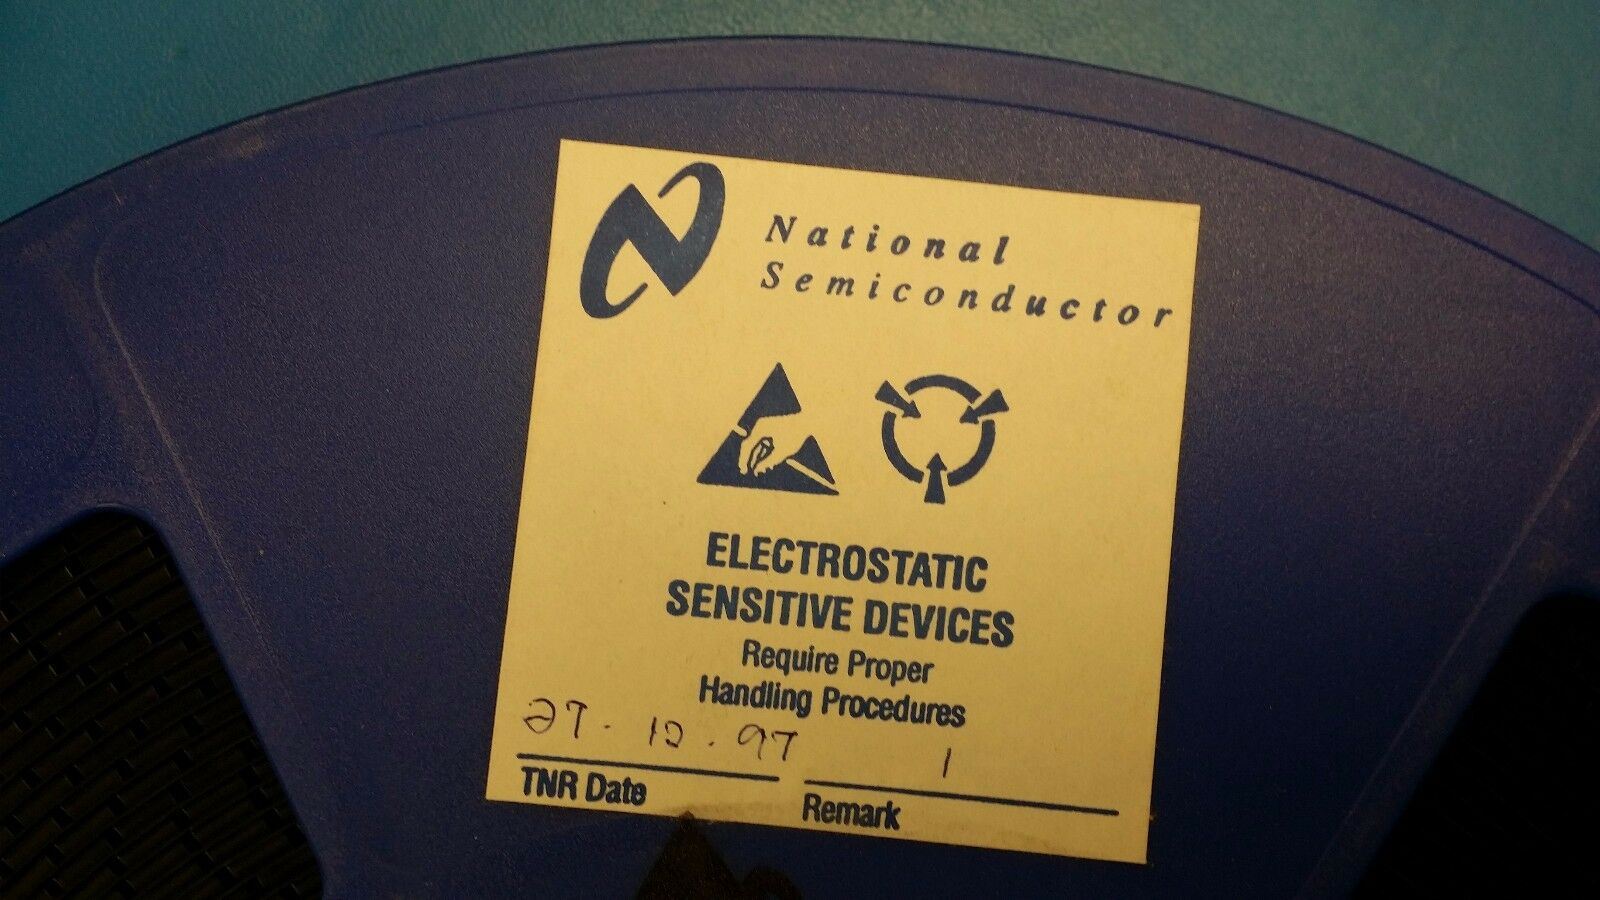 National
Semiconductor
ELECTROSTATIC
SENSITIVE DEVICES
Require Proper
Handling Procedures
27.12.97 1
TNR Date Remark